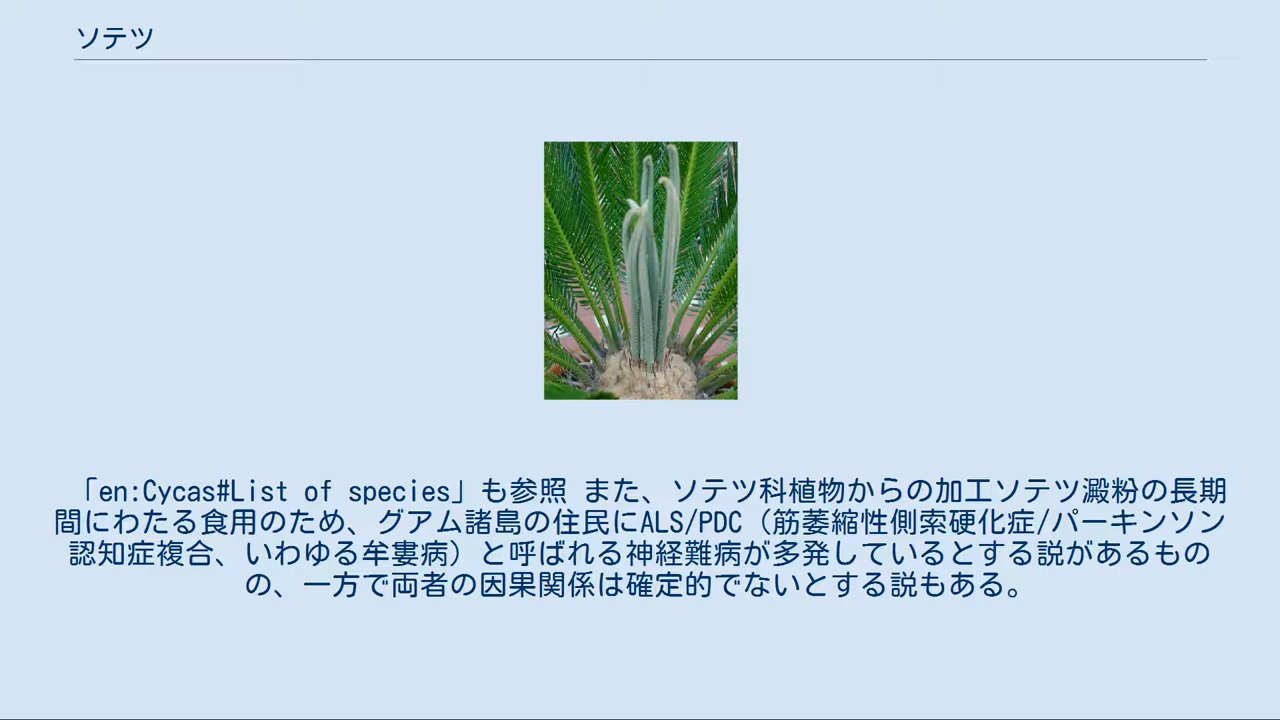 ソテツ
「en:Cycas#List of species」も参照 また、ソテツ科植物からの加工ソテツ澱粉の長期
間にわたる食用のため、グアム諸島の住民にALS/PDC（筋萎縮性側索硬化症/パーキンソン
認知症複合、いわゆる牟婁病）と呼ばれる神経難病が多発しているとする説があるもの
の、一方で両者の因果関係は確定的でないとする説もある。